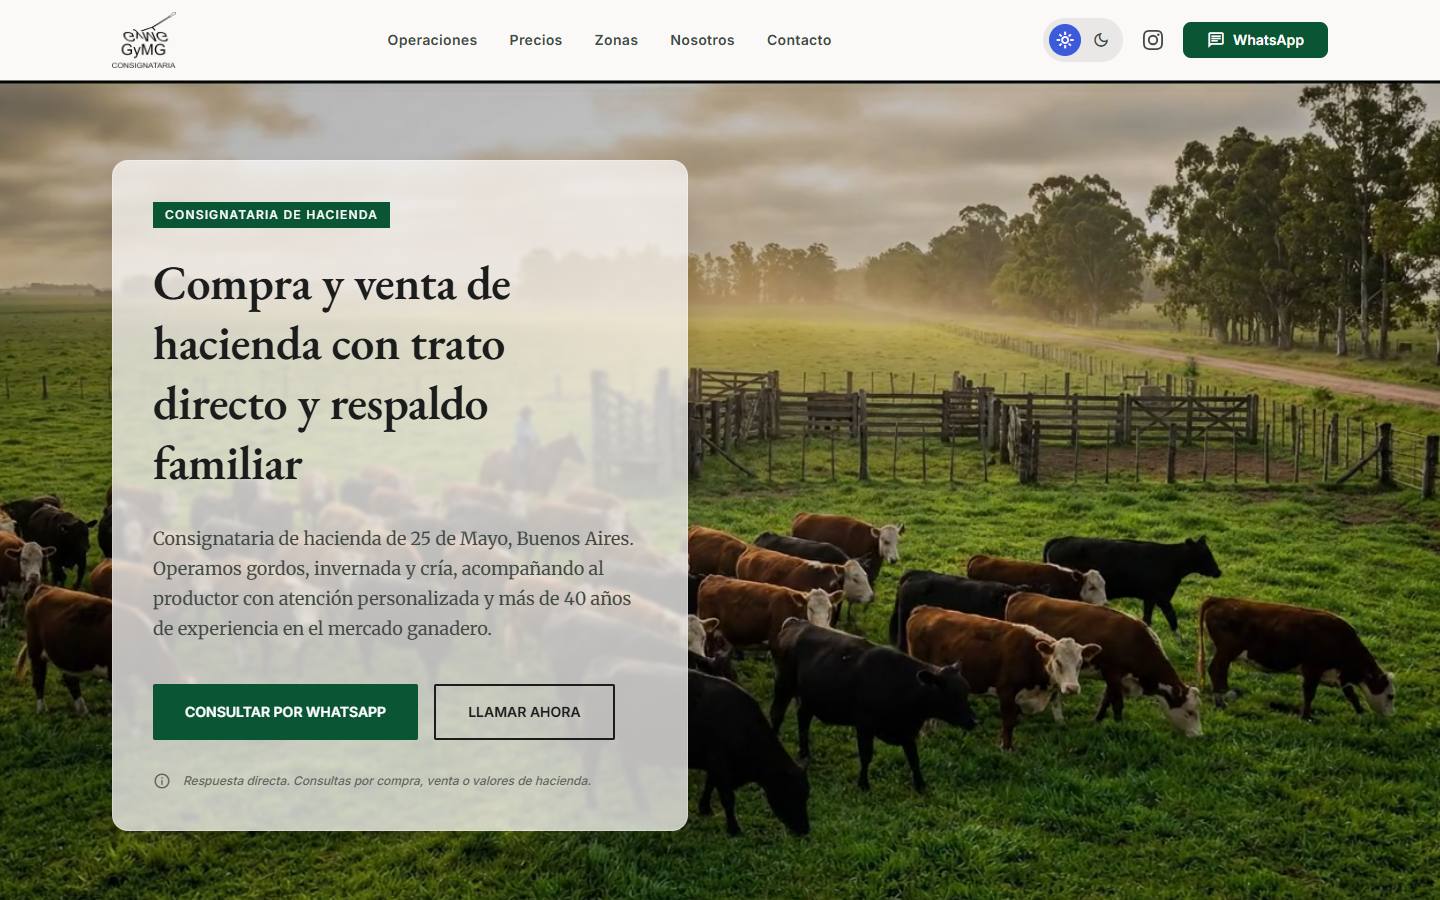 GyMG
CONSIGNATARIA
Operaciones
Precios
Zonas
Nosotros
Contacto
WhatsApp
CONSIGNATARIA DE HACIENDA
Compra y venta de
hacienda con trato
directo y respaldo
familiar
Consignataria de hacienda de 25 de Mayo, Buenos Aires.
Operamos gordos, invernada y cría, acompañando al
productor con atención personalizada y más de 40 años
de experiencia en el mercado ganadero.
CONSULTAR POR WHATSAPP
LLAMAR AHORA
Respuesta directa. Consultas por compra, venta o valores de hacienda.